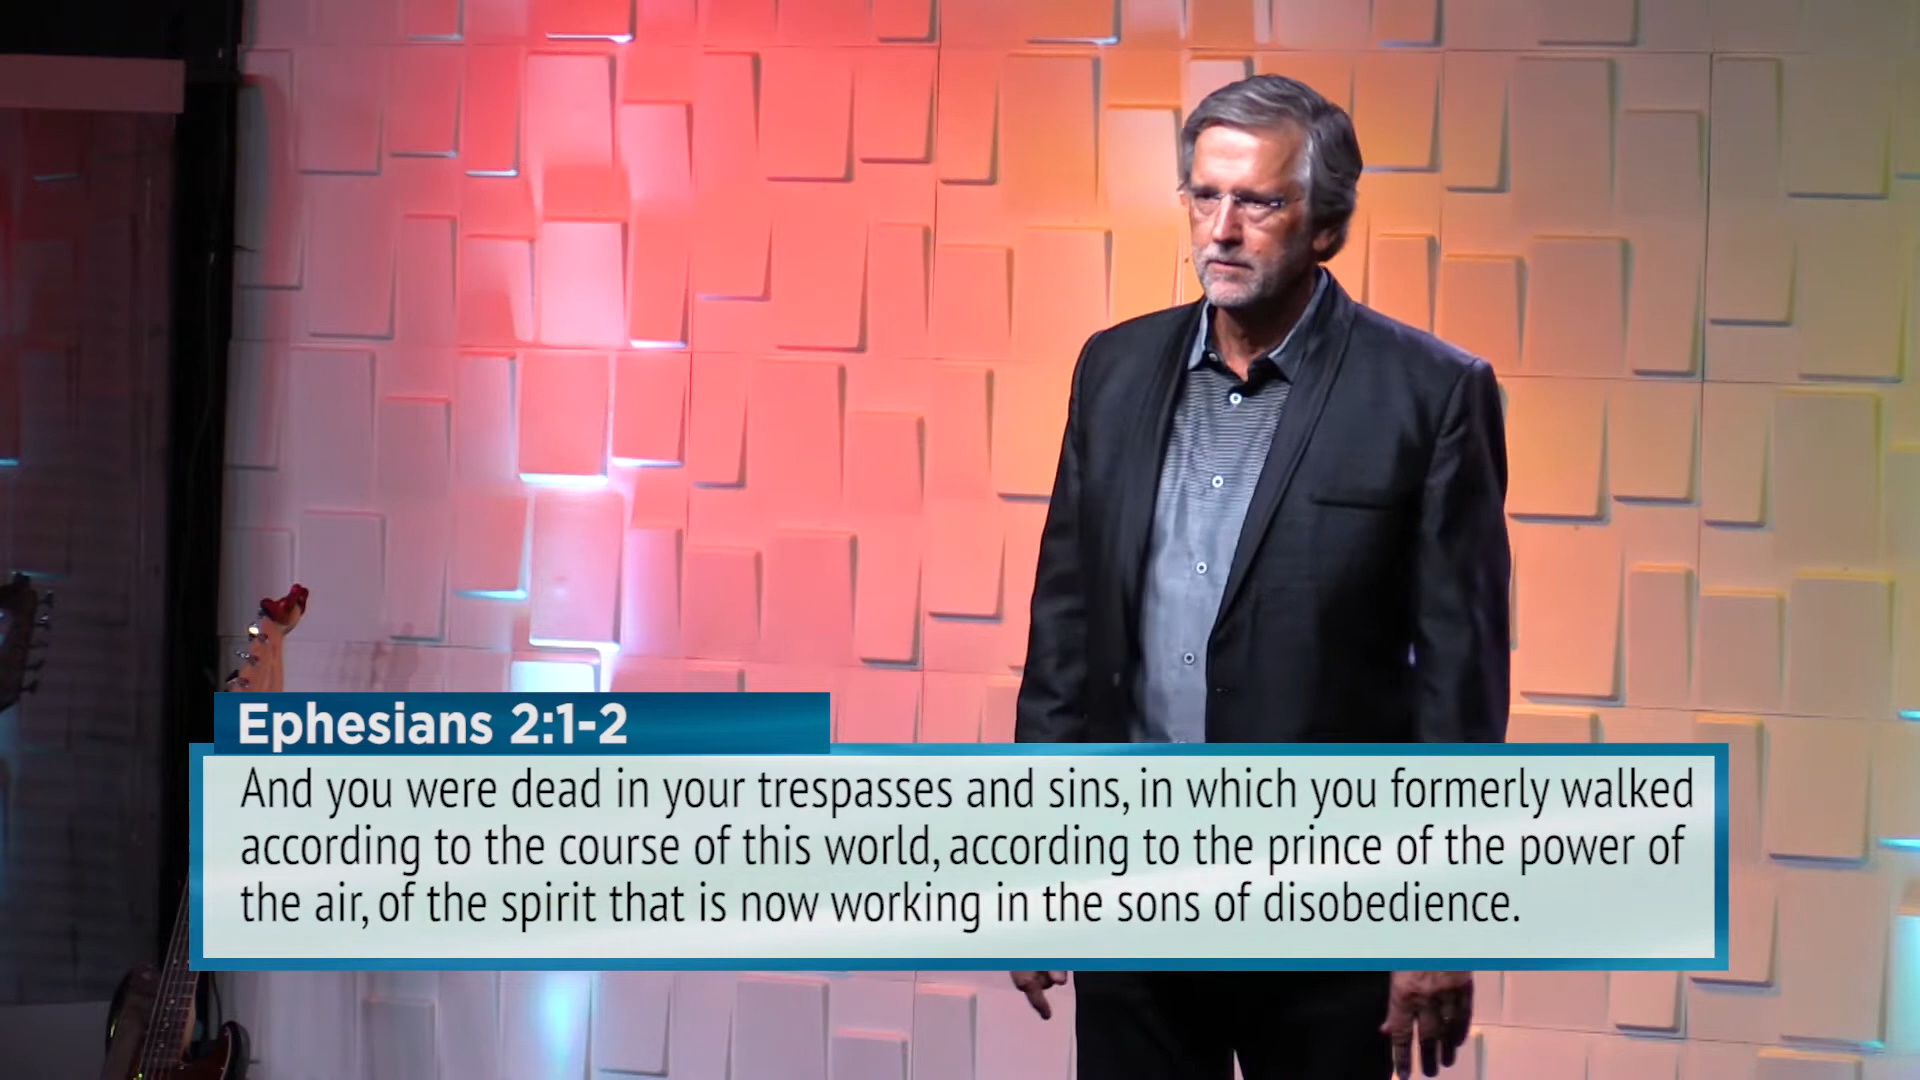 Ephesians 2:1-2
And you were dead in your trespasses and sins, in which you formerly walked
according to the course of this world, according to the prince of the power of
the air, of the spirit that is now working in the sons of disobedience.